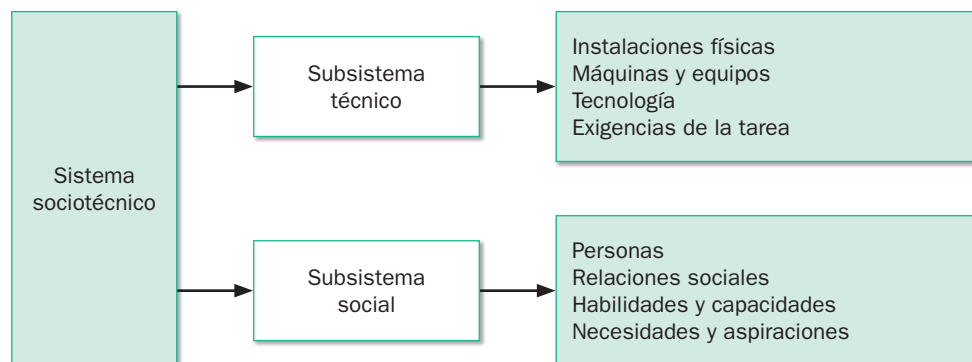 Sistema
sociotécnico
Subsistema
técnico
Instalaciones físicas
Máquinas y equipos
Tecnología
Exigencias de la tarea
Subsistema
social
Personas
Relaciones sociales
Habilidades y capacidades
Necesidades y aspiraciones